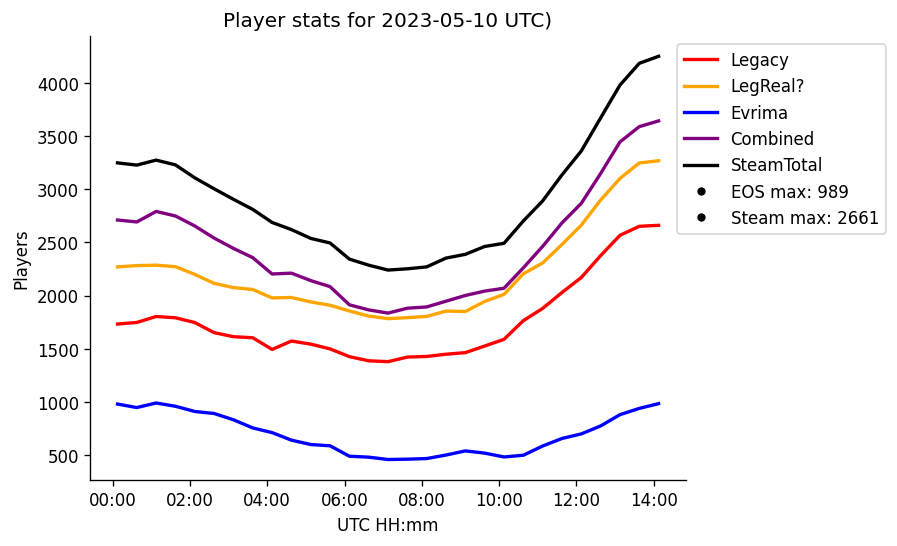 Player stats for 2023-05-10 UTC)
Legacy
LegReal?
Evrima
Combined
SteamTotal
EOS max: 989
Steam max: 2661
Players
4000
3500
3000
2500
2000
1500
1000
500
00:00 02:00 04:00 06:00 08:00 10:00 12:00 14:00
UTC HH:mm